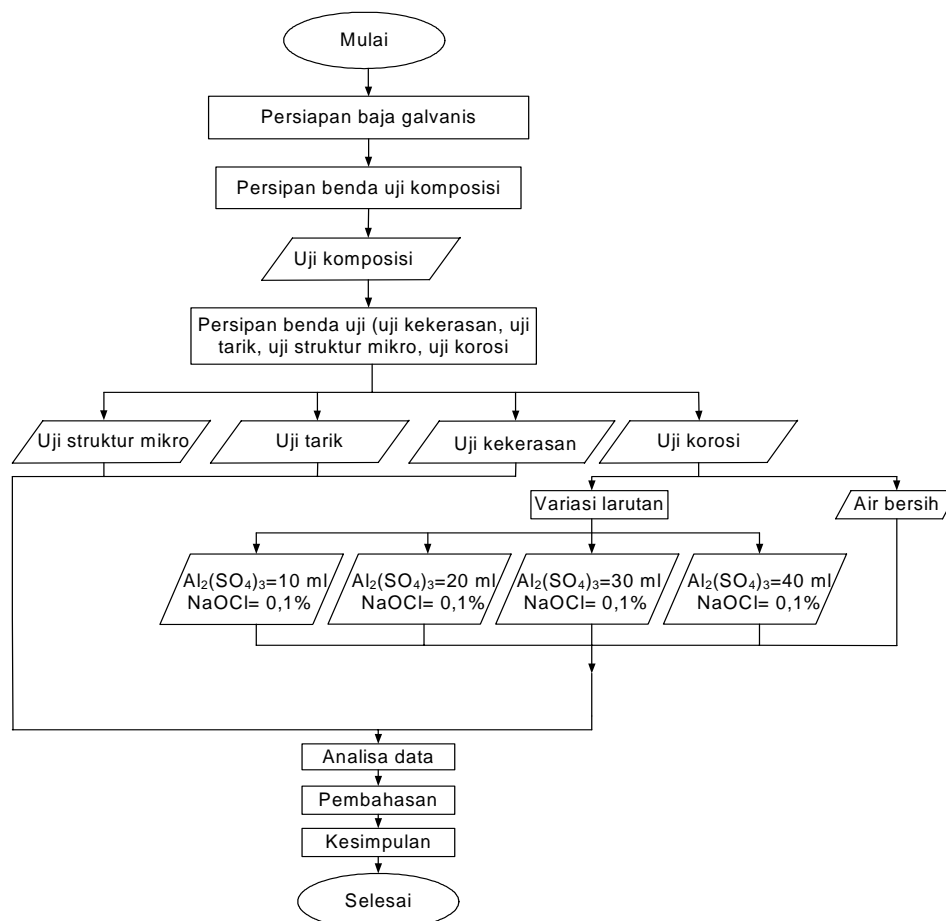 Mulai
Persiapan baja galvanis
Persipan benda uji komposisi
Uji komposisi
Persipan benda uji (uji kekerasan, uji
tarik, uji struktur mikro, uji korosi
Uji struktur mikro
Uji tarik
Uji kekerasan
Uji korosi
Variasi larutan
Air bersih
Al₂(SO₄)₃=10 ml
NaOCl= 0,1%
Al₂(SO₄)₃=20 ml
NaOCl= 0,1%
Al₂(SO₄)₃=30 ml
NaOCl= 0,1%
Al₂(SO₄)₃=40 ml
NaOCl= 0,1%
Analisa data
Pembahasan
Kesimpulan
Selesai